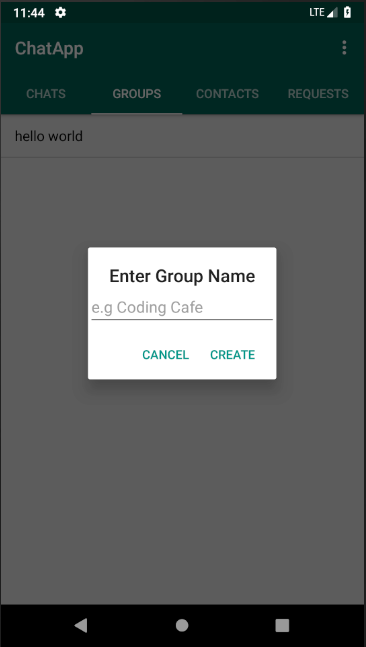 11:44 LTE
ChatApp
CHATS GROUPS CONTACTS REQUESTS
hello world
Enter Group Name
e.g Coding Cafe
CANCEL CREATE